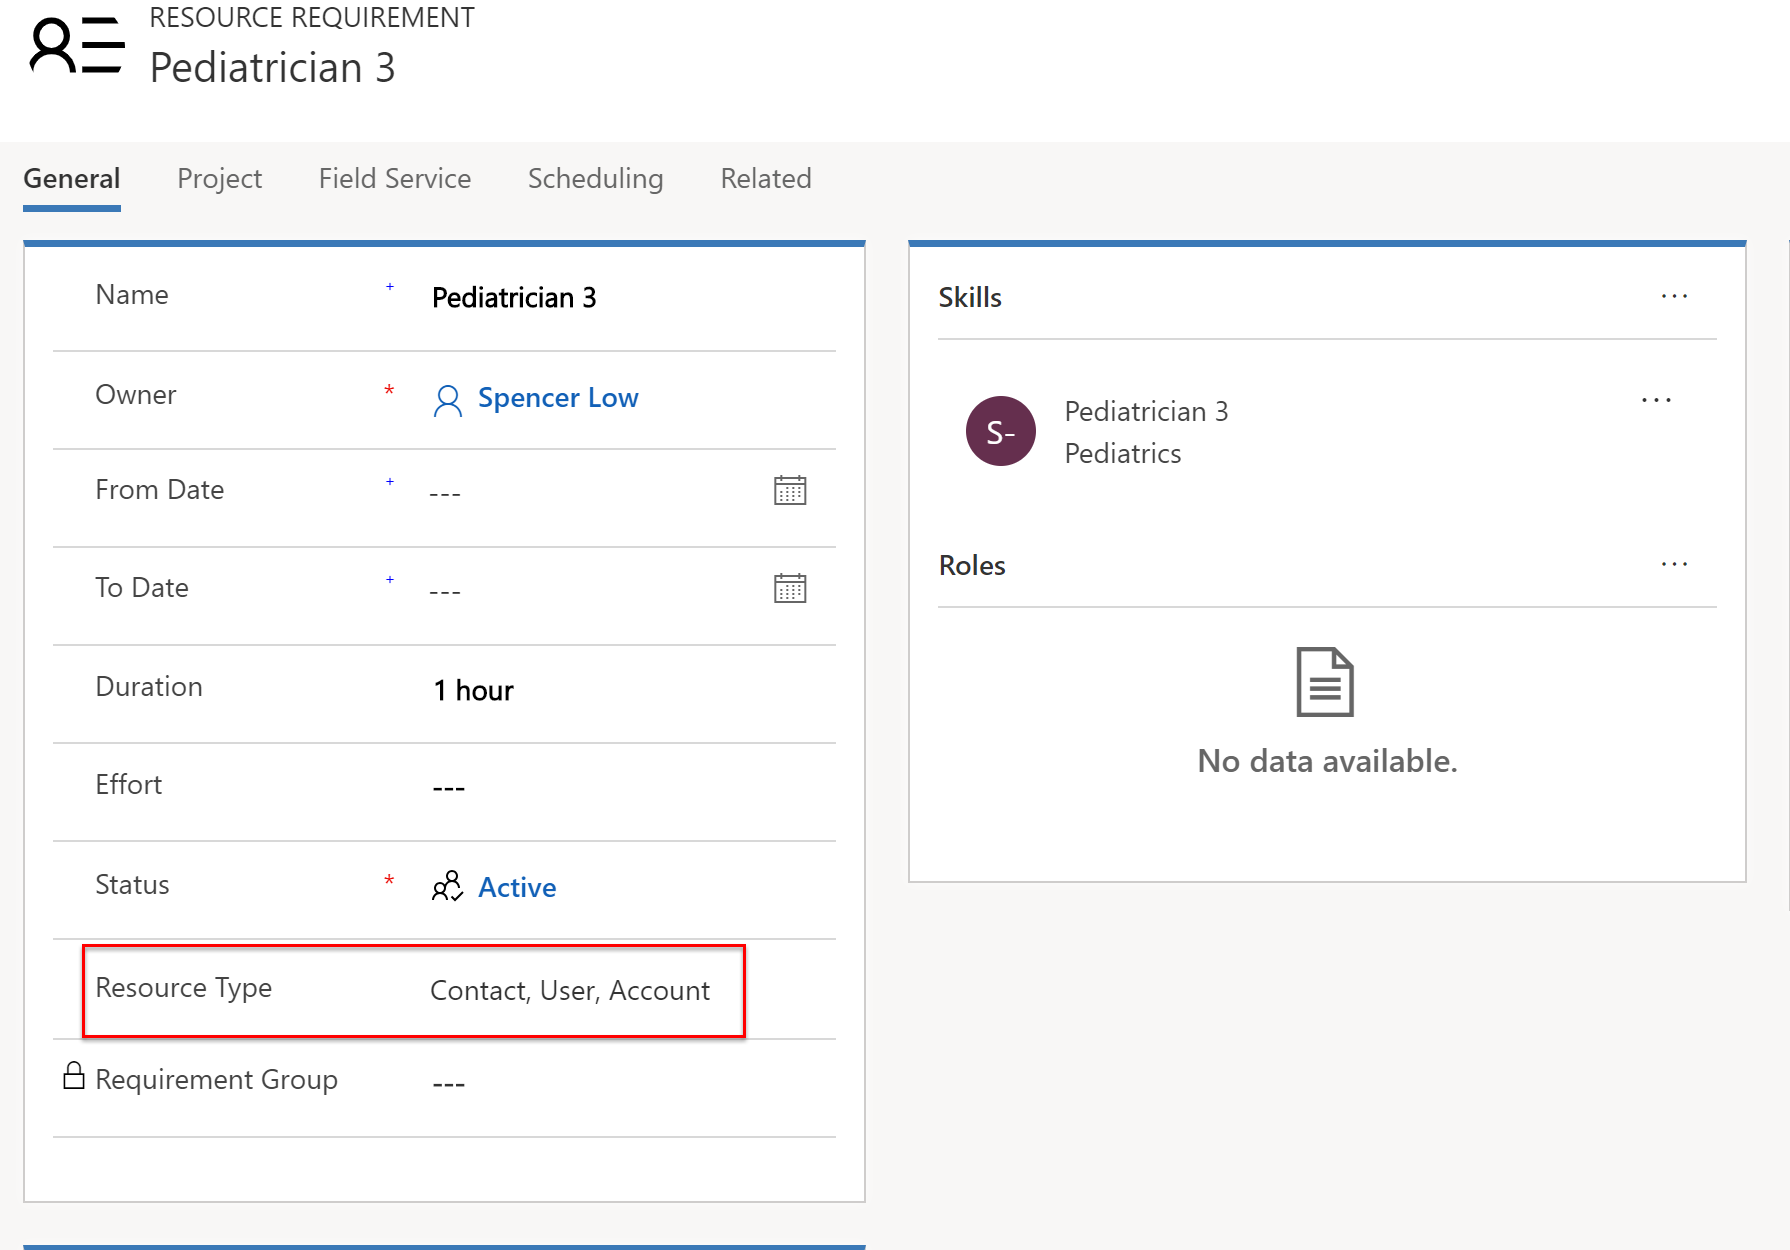 RESOURCE REQUIREMENT
Pediatrician 3
General Project Field Service Scheduling Related
Name + Pediatrician 3
Owner * Spencer Low
From Date + ---
To Date + ---
Duration 1 hour
Effort ---
Status * Active
Resource Type Contact, User, Account
Requirement Group ---
Skills ...
S-
Pediatrician 3 ...
Pediatrics
Roles ...
No data available.